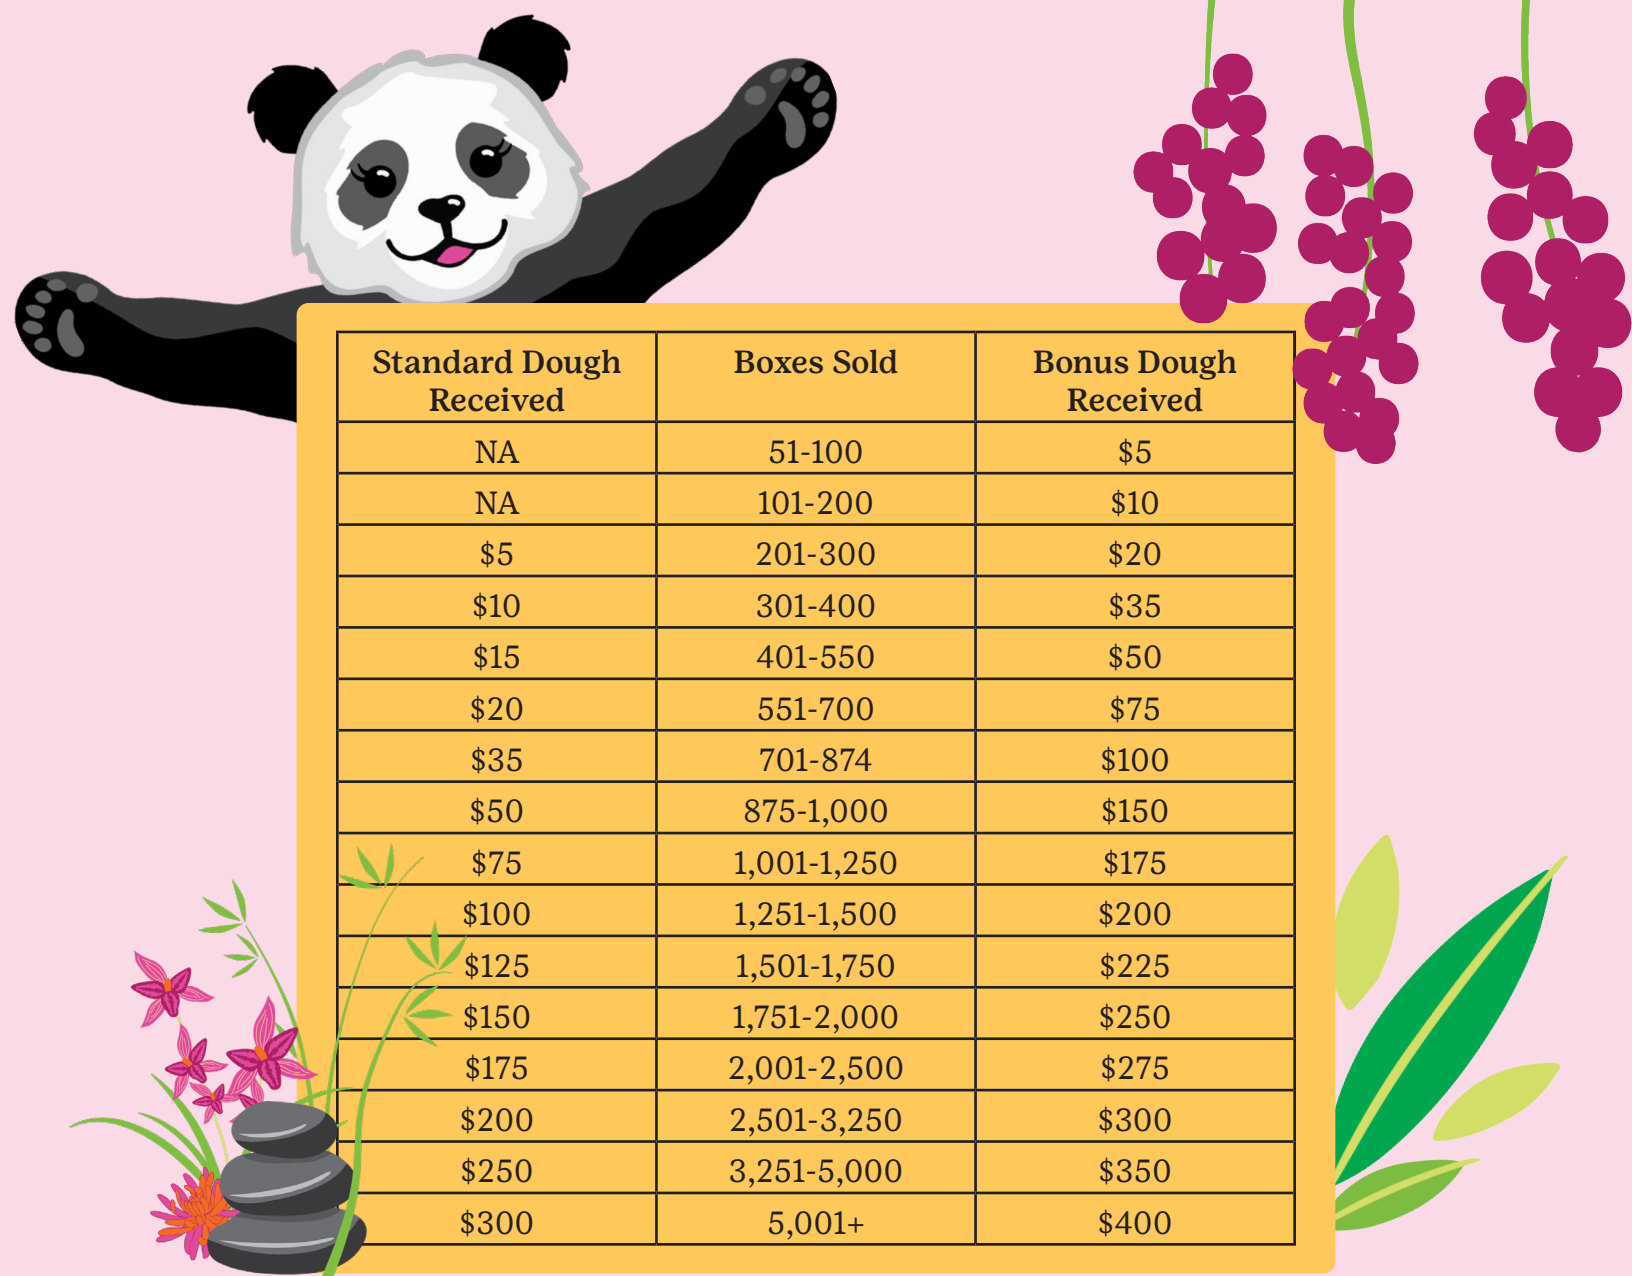 Standard Dough Received Boxes Sold Bonus Dough Received
NA 51-100 $5
NA 101-200 $10
$5 201-300 $20
$10 301-400 $35
$15 401-550 $50
$20 551-700 $75
$35 701-874 $100
$50 875-1,000 $150
$75 1,001-1,250 $175
$100 1,251-1,500 $200
$125 1,501-1,750 $225
$150 1,751-2,000 $250
$175 2,001-2,500 $275
$200 2,501-3,250 $300
$250 3,251-5,000 $350
$300 5,001+ $400